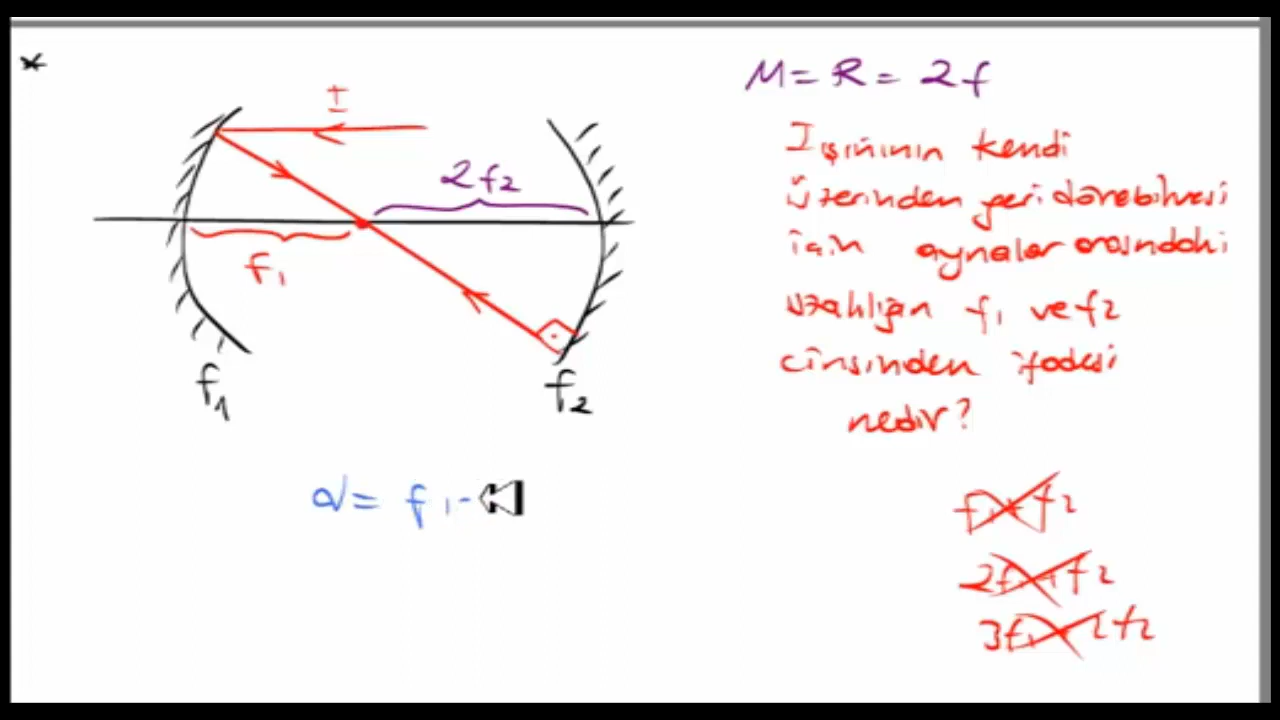 *
M = R = 2f
I
2f₂
f₁
f₁
f₂
Işınının kendi
üzerinden geri dönebilmesi
için aynalar arasındaki
uzaklığın f₁ ve f₂
cinsinden ifadesi
nedir?
d = f₁
f₁+f₂
2f₁+f₂
3f₁+2f₂